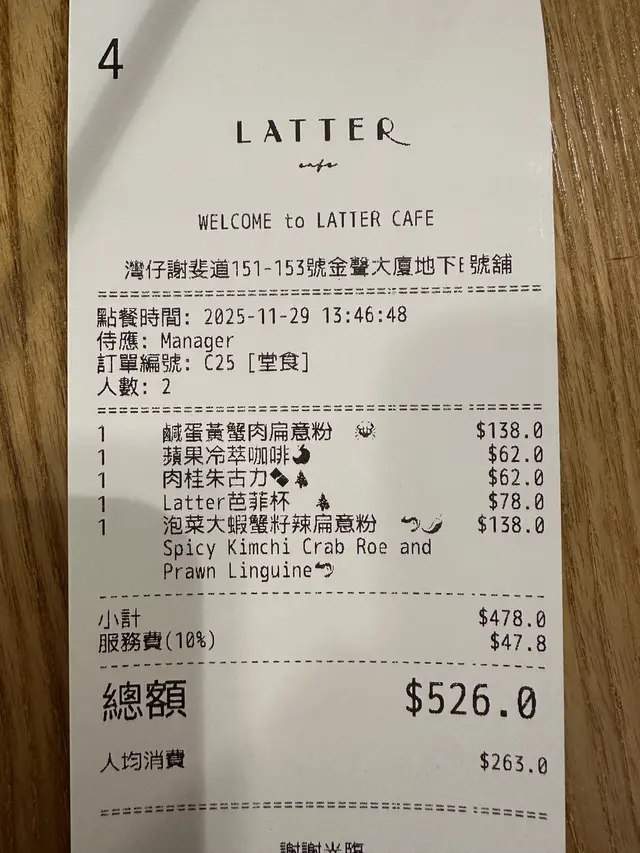 4
LATTER
cafe
WELCOME to LATTER CAFE
灣仔謝斐道151-153號金聲大廈地下E號舖
點餐時間: 2025-11-29 13:46:48
侍應: Manager
訂單編號: C25 [堂食]
人數: 2
1 鹹蛋黃蟹肉扁意粉 $138.0
1 蘋果冷萃咖啡 $62.0
1 肉桂朱古力 $62.0
1 Latter芭菲杯 $78.0
1 泡菜大蝦蟹籽辣扁意粉 $138.0
Spicy Kimchi Crab Roe and
Prawn Linguine
小計 $478.0
服務費(10%) $47.8
總額 $526.0
人均消費 $263.0
謝謝光臨